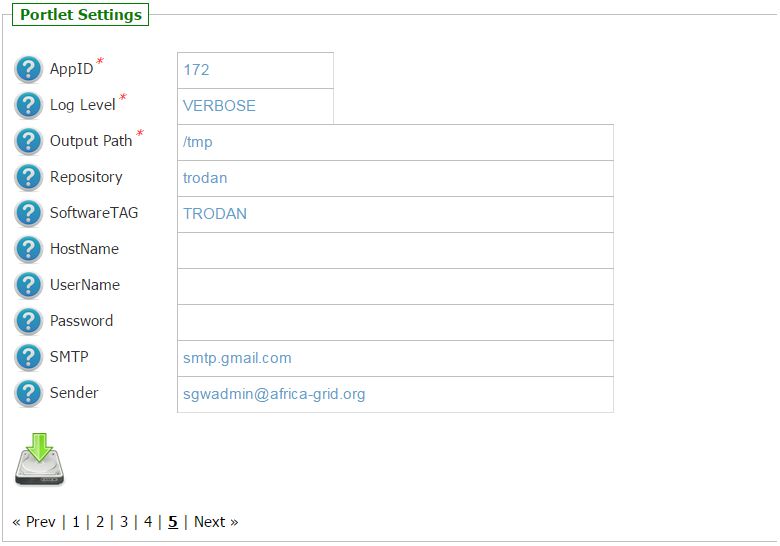 Portlet Settings
? AppID* 172
? Log Level* VERBOSE
? Output Path* /tmp
? Repository trodan
? SoftwareTAG TRODAN
? HostName
? UserName
? Password
? SMTP smtp.gmail.com
? Sender sgwadmin@africa-grid.org
« Prev | 1 | 2 | 3 | 4 | 5 | Next »